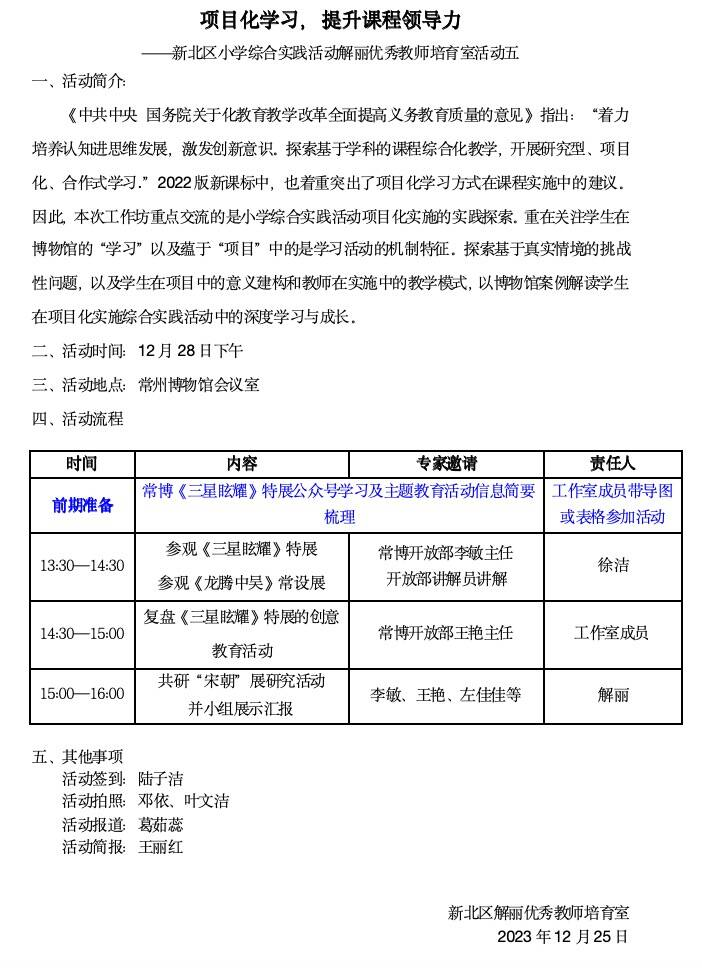 项目化学习，提升课程领导力
——新北区小学综合实践活动解丽优秀教师培育室活动五
一、活动简介：
《中共中央 国务院关于化教育教学改革全面提高义务教育质量的意见》指出：“着力
培养认知进思维发展，激发创新意识。探索基于学科的课程综合化教学，开展研究型、项目
化、合作式学习.”2022 版新课标中，也着重突出了项目化学习方式在课程实施中的建议。
因此，本次工作坊重点交流的是小学综合实践活动项目化实施的实践探索。重在关注学生在
博物馆的“学习”以及蕴于“项目”中的是学习活动的机制特征。探索基于真实情境的挑战
性问题，以及学生在项目中的意义建构和教师在实施中的教学模式，以博物馆案例解读学生
在项目化实施综合实践活动中的深度学习与成长。
二、活动时间：12 月 28 日下午
三、活动地点：常州博物馆会议室
四、活动流程
时间 内容 专家邀请 责任人
前期准备 常博《三星眩耀》特展公众号学习及主题教育活动信息简要 工作室成员带导图
梳理 或表格参加活动
13:30—14:30 参观《三星眩耀》特展 常博开放部李敏主任 徐洁
参观《龙腾中吴》常设展 开放部讲解员讲解
14:30—15:00 复盘《三星眩耀》特展的创意 常博开放部王艳主任 工作室成员
教育活动
15:00—16:00 共研“宋朝”展研究活动 李敏、王艳、左佳佳等 解丽
并小组展示汇报
五、其他事项
活动签到：陆子洁
活动拍照：邓依、叶文洁
活动报道：葛茹蕊
活动简报：王丽红
新北区解丽优秀教师培育室
2023 年 12 月 25 日